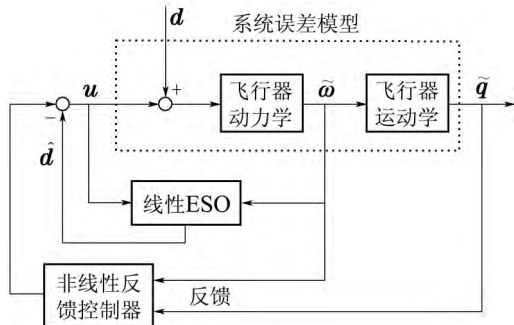 d
系统误差模型
u
+
飞行器
动力学
ω̃
飞行器
运动学
q̃
−
d̂
线性ESO
非线性反
馈控制器
反馈